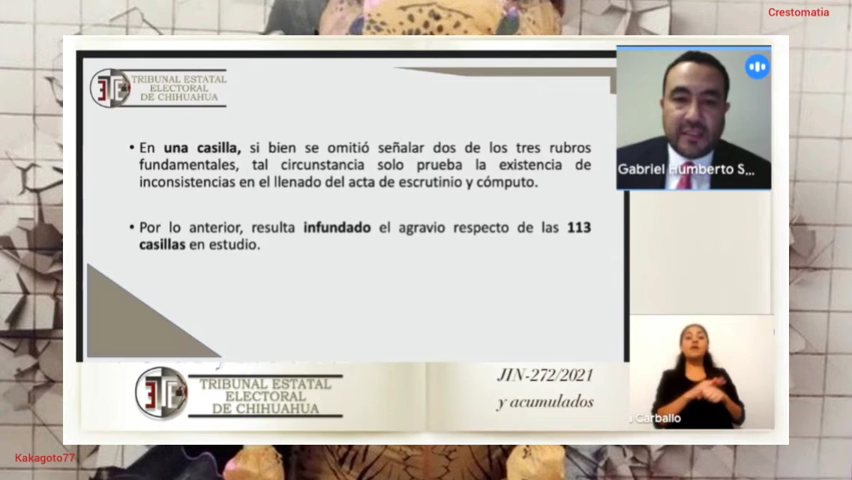 Crestomatia
TRIBUNAL ESTATAL
ELECTORAL
DE CHIHUAHUA
• En una casilla, si bien se omitió señalar dos de los tres rubros
fundamentales, tal circunstancia solo prueba la existencia de
inconsistencias en el llenado del acta de escrutinio y cómputo.
• Por lo anterior, resulta infundado el agravio respecto de las 113
casillas en estudio.
Gabriel Humberto S...
TRIBUNAL ESTATAL
ELECTORAL
DE CHIHUAHUA
JIN-272/2021
y acumulados
Carballo
Kakagoto77